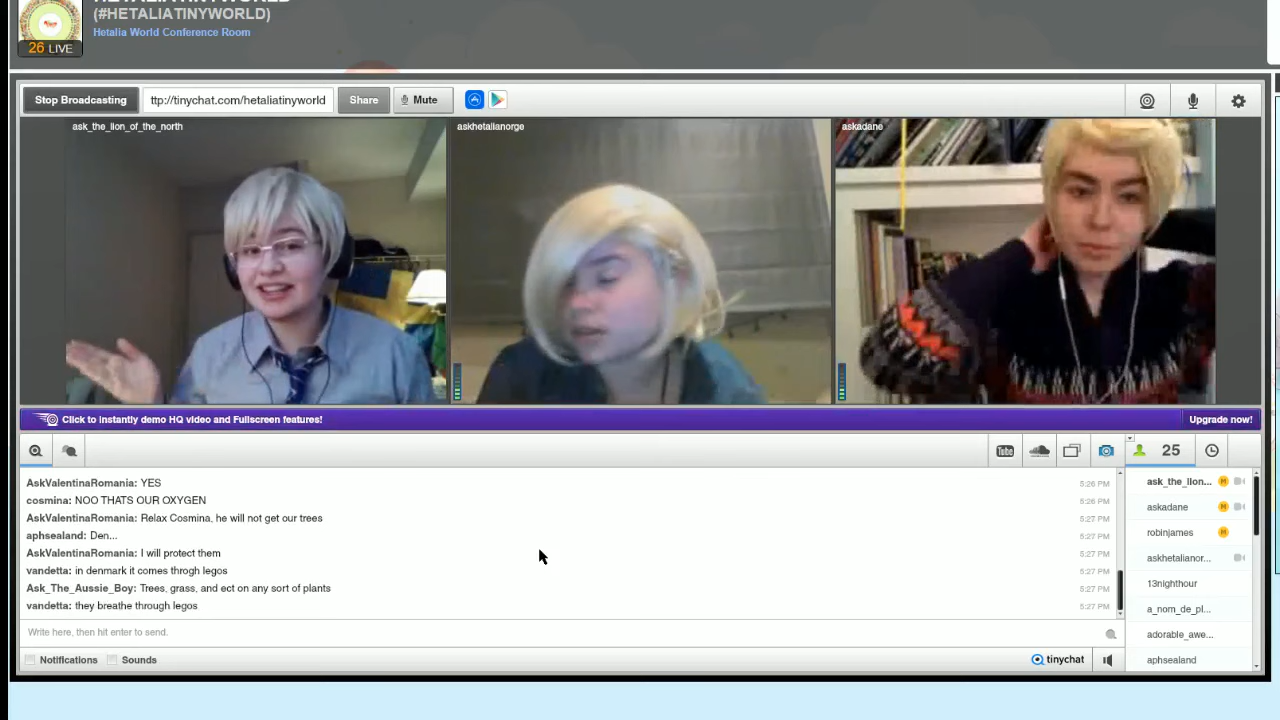 HETALIATINYWORLD
(#HETALIATINYWORLD)
Hetalia World Conference Room
26 LIVE
Stop Broadcasting
ttp://tinychat.com/hetaliatinyworld
Share
Mute
ask_the_lion_of_the_north
askhetalianorge
askadane
Click to instantly demo HQ video and Fullscreen features!
Upgrade now!
You Tube
25
AskValentinaRomania: YES 5:26 PM
cosmina: NOO THATS OUR OXYGEN 5:26 PM
AskValentinaRomania: Relax Cosmina, he will not get our trees 5:27 PM
aphsealand: Den... 5:27 PM
AskValentinaRomania: I will protect them 5:27 PM
vandetta: in denmark it comes throgh legos 5:27 PM
Ask_The_Aussie_Boy: Trees, grass, and ect on any sort of plants 5:27 PM
vandetta: they breathe through legos 5:27 PM
ask_the_lion... M
askadane M
robinjames M
askhetalianor...
13nighthour
a_nom_de_pl...
adorable_awe...
aphsealand
Write here, then hit enter to send.
Notifications
Sounds
tinychat